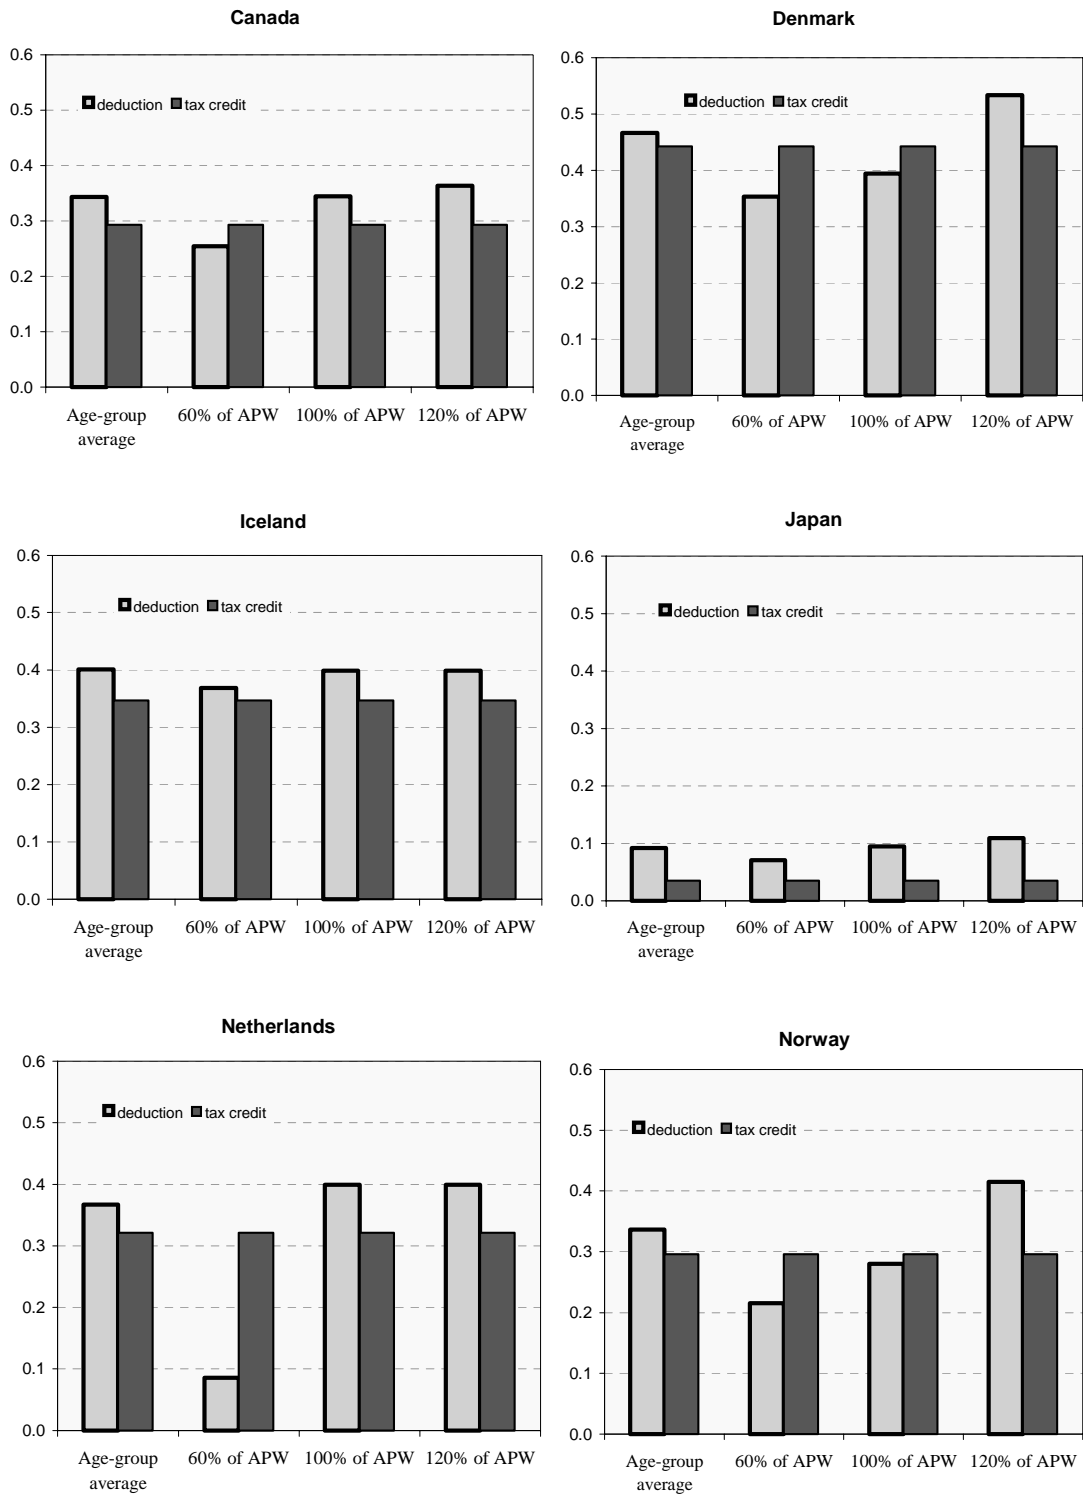 Canada
0.6
0.5
0.4
0.3
0.2
0.1
0.0
deduction tax credit
Age-group average
60% of APW
100% of APW
120% of APW
Denmark
0.6
0.5
0.4
0.3
0.2
0.1
0.0
deduction tax credit
Age-group average
60% of APW
100% of APW
120% of APW
Iceland
0.6
0.5
0.4
0.3
0.2
0.1
0.0
deduction tax credit
Age-group average
60% of APW
100% of APW
120% of APW
Japan
0.6
0.5
0.4
0.3
0.2
0.1
0.0
deduction tax credit
Age-group average
60% of APW
100% of APW
120% of APW
Netherlands
0.6
0.5
0.4
0.3
0.2
0.1
0.0
deduction tax credit
Age-group average
60% of APW
100% of APW
120% of APW
Norway
0.6
0.5
0.4
0.3
0.2
0.1
0.0
deduction tax credit
Age-group average
60% of APW
100% of APW
120% of APW